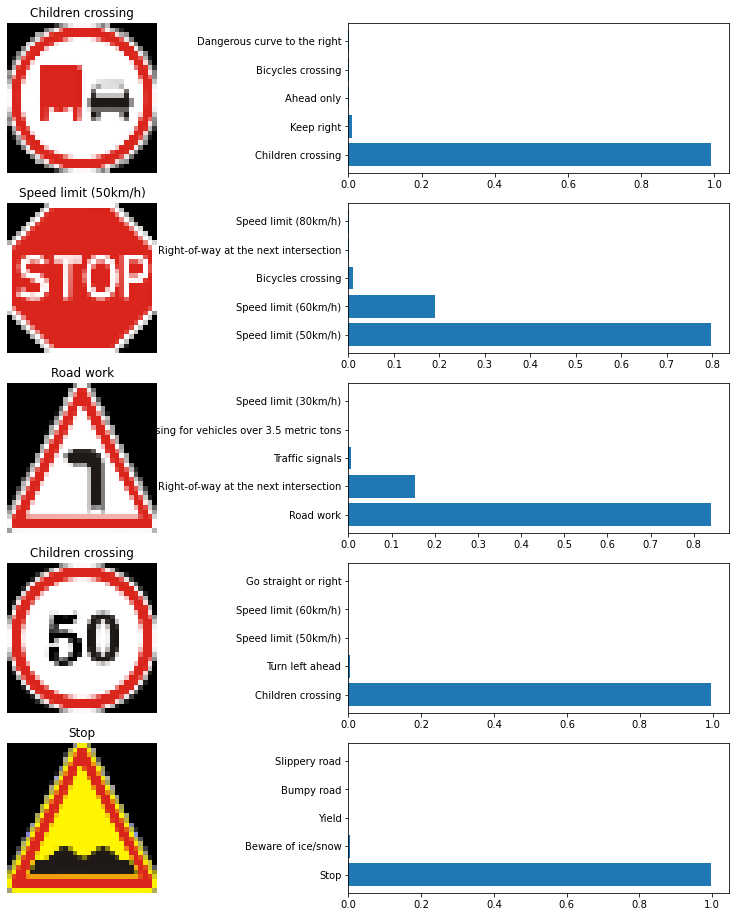 Children crossing
Dangerous curve to the right
Bicycles crossing
Ahead only
Keep right
Children crossing
0.0 0.2 0.4 0.6 0.8 1.0
Speed limit (50km/h)
STOP
Speed limit (80km/h)
Right-of-way at the next intersection
Bicycles crossing
Speed limit (60km/h)
Speed limit (50km/h)
0.0 0.1 0.2 0.3 0.4 0.5 0.6 0.7 0.8
Road work
Speed limit (30km/h)
sing for vehicles over 3.5 metric tons
Traffic signals
Right-of-way at the next intersection
Road work
0.0 0.1 0.2 0.3 0.4 0.5 0.6 0.7 0.8
Children crossing
50
Go straight or right
Speed limit (60km/h)
Speed limit (50km/h)
Turn left ahead
Children crossing
0.0 0.2 0.4 0.6 0.8 1.0
Stop
Slippery road
Bumpy road
Yield
Beware of ice/snow
Stop
0.0 0.2 0.4 0.6 0.8 1.0